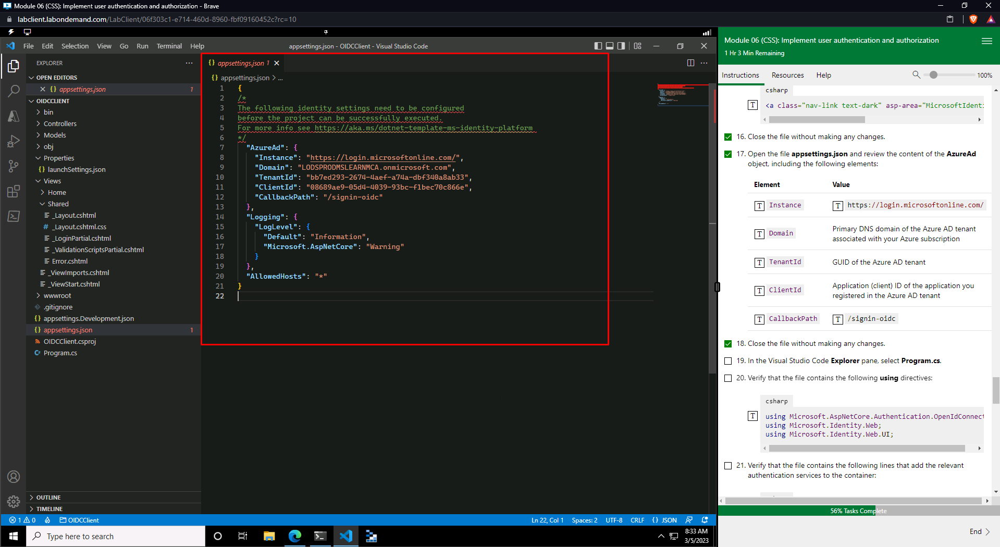 Module 06 (CSS): Implement user authentication and authorization - Brave
labclient.labondemand.com/LabClient/06f303c1-e714-460d-8960-fbf09160452c?rc=10
File Edit Selection View Go Run Terminal Help
appsettings.json - OIDCClient - Visual Studio Code
EXPLORER
OPEN EDITORS
appsettings.json 1
OIDCCLIENT
bin
Controllers
Models
obj
Properties
{} launchSettings.json
Views
Home
Shared
_Layout.cshtml
# _Layout.cshtml.css
_LoginPartial.cshtml
_ValidationScriptsPartial.cshtml
Error.cshtml
_ViewImports.cshtml
_ViewStart.cshtml
wwwroot
.gitignore
{} appsettings.Development.json
{} appsettings.json 1
OIDCClient.csproj
C# Program.cs
OUTLINE
TIMELINE
{} appsettings.json 1
{} appsettings.json > ...
1 {
2 /*
3 The following identity settings need to be configured
4 before the project can be successfully executed.
5 For more info see https://aka.ms/dotnet-template-ms-identity-platform
6 */
7 "AzureAd": {
8 "Instance": "https://login.microsoftonline.com/",
9 "Domain": "LODSPRODMSLEARNMCA.onmicrosoft.com",
10 "TenantId": "bb7ed293-2674-4aef-a74a-dbf340a8ab33",
11 "ClientId": "08689ae9-05d4-4039-93bc-f1bec70c866e",
12 "CallbackPath": "/signin-oidc"
13 },
14 "Logging": {
15 "LogLevel": {
16 "Default": "Information",
17 "Microsoft.AspNetCore": "Warning"
18 }
19 },
20 "AllowedHosts": "*"
21 }
22
1 0 OIDCClient
Ln 22, Col 1 Spaces: 2 UTF-8 CRLF {} JSON
Type here to search
8:33 AM
3/5/2023
Module 06 (CSS): Implement user authentication and authorization
1 Hr 3 Min Remaining
Instructions Resources Help
100%
csharp
T <a class="nav-link text-dark" asp-area="MicrosoftIdenti
16. Close the file without making any changes.
17. Open the file appsettings.json and review the content of the AzureAd
object, including the following elements:
Element Value
T Instance T https://login.microsoftonline.com/
T Domain Primary DNS domain of the Azure AD tenant
associated with your Azure subscription
T TenantId GUID of the Azure AD tenant
T ClientId Application (client) ID of the application you
registered in the Azure AD tenant
T CallbackPath T /signin-oidc
18. Close the file without making any changes.
19. In the Visual Studio Code Explorer pane, select Program.cs.
20. Verify that the file contains the following using directives:
csharp
T using Microsoft.AspNetCore.Authentication.OpenIdConnect
using Microsoft.Identity.Web;
using Microsoft.Identity.Web.UI;
21. Verify that the file contains the following lines that add the relevant
authentication services to the container:
56% Tasks Complete
End